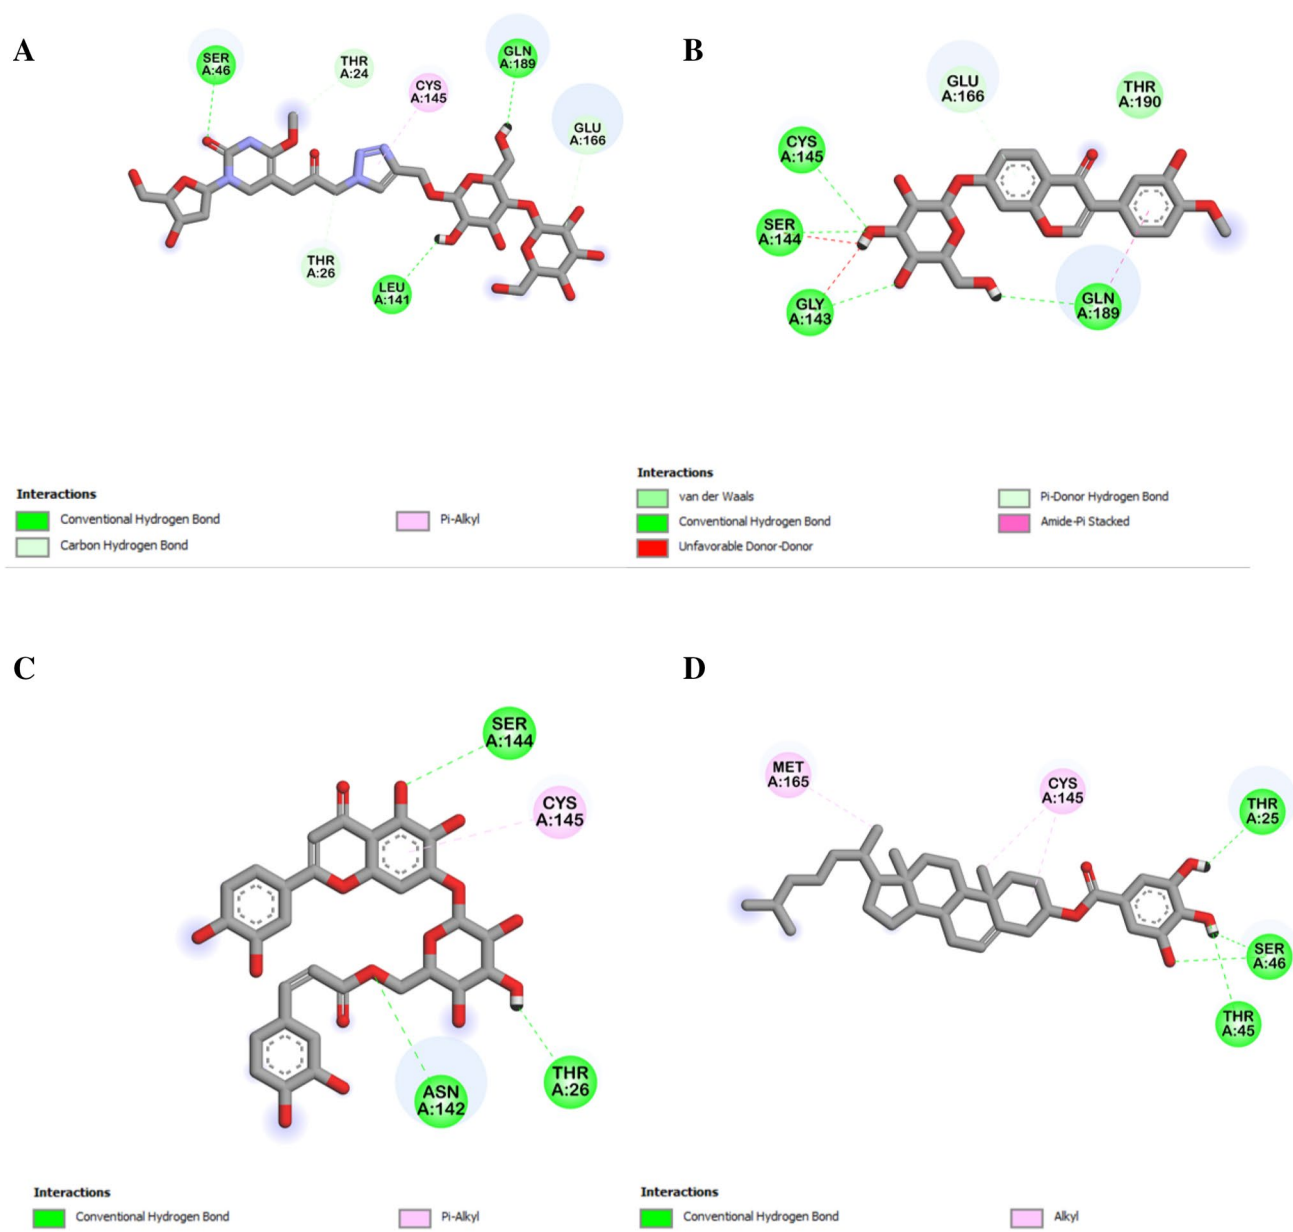 A
SER
A:46
THR
A:24
CYS
A:145
GLN
A:189
GLU
A:166
THR
A:26
LEU
A:141
Interactions
Conventional Hydrogen Bond
Carbon Hydrogen Bond
Pi-Alkyl
B
GLU
A:166
THR
A:190
CYS
A:145
SER
A:144
GLY
A:143
GLN
A:189
Interactions
van der Waals
Conventional Hydrogen Bond
Unfavorable Donor-Donor
Pi-Donor Hydrogen Bond
Amide-Pi Stacked
C
SER
A:144
CYS
A:145
ASN
A:142
THR
A:26
Interactions
Conventional Hydrogen Bond
Pi-Alkyl
D
MET
A:165
CYS
A:145
THR
A:25
SER
A:46
THR
A:45
Interactions
Conventional Hydrogen Bond
Alkyl